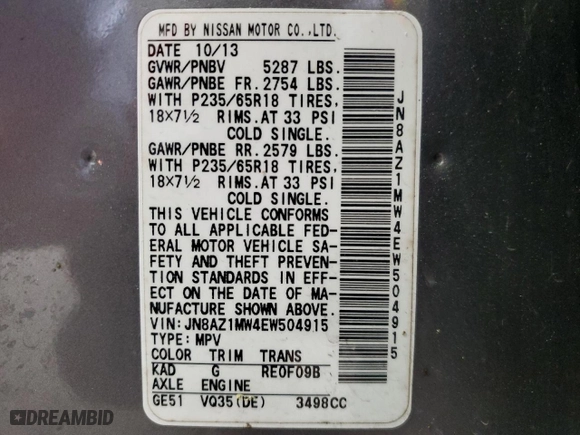 MFD BY NISSAN MOTOR CO.,LTD.
DATE 10/13
GVWR/PNBV 5287 LBS.
GAWR/PNBE FR. 2754 LBS.
WITH P235/65R18 TIRES,
18×7½ RIMS.AT 33 PSI
COLD SINGLE.
GAWR/PNBE RR. 2579 LBS.
WITH P235/65R18 TIRES,
18×7½ RIMS.AT 33 PSI
COLD SINGLE.
THIS VEHICLE CONFORMS
TO ALL APPLICABLE FED-
ERAL MOTOR VEHICLE SA-
FETY AND THEFT PREVEN-
TION STANDARDS IN EFF-
ECT ON THE DATE OF MA-
NUFACTURE SHOWN ABOVE.
VIN: JN8AZ1MW4EW504915
TYPE: MPV
COLOR TRIM TRANS
KAD G RE0F09B
AXLE ENGINE
GE51 VQ35(DE) 3498CC
JN8AZ1MW4EW504915
DREAMBID